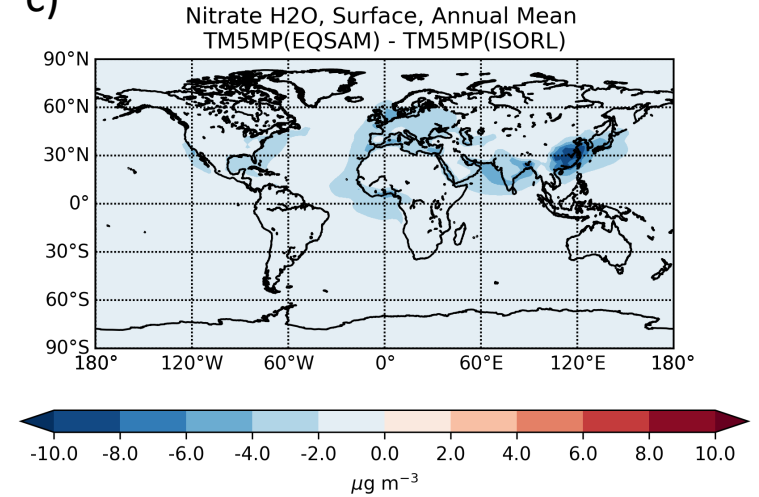 c)
Nitrate H2O, Surface, Annual Mean
TM5MP(EQSAM) - TM5MP(ISORL)
90°N
60°N
30°N
0°
30°S
60°S
90°S
180° 120°W 60°W 0° 60°E 120°E 180°
-10.0 -8.0 -6.0 -4.0 -2.0 0.0 2.0 4.0 6.0 8.0 10.0
μg m⁻³